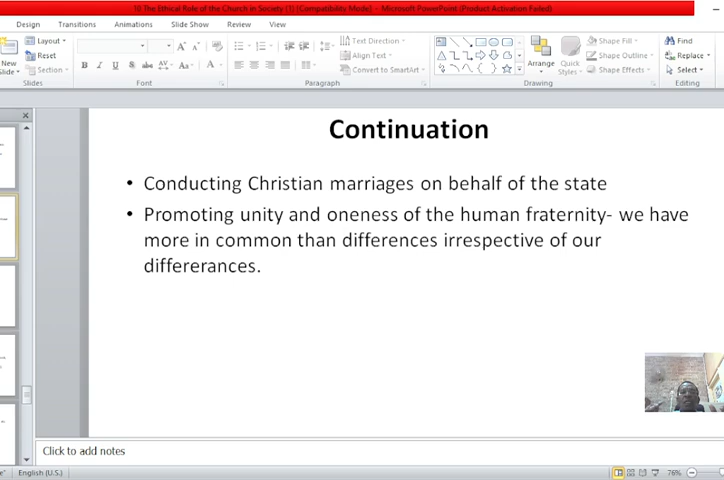 10 The Ethical Role of the Church in Society (1) [Compatibility Mode] - Microsoft PowerPoint (Product Activation Failed)
Design Transitions Animations Slide Show Review View
Layout
Reset
New Slide
Section
Slides
B I U S abc AV Aa A
Font
Paragraph
Text Direction
Align Text
Convert to SmartArt
Arrange
Quick Styles
Shape Fill
Shape Outline
Shape Effects
Drawing
Find
Replace
Select
Editing
Continuation
• Conducting Christian marriages on behalf of the state
• Promoting unity and oneness of the human fraternity- we have
more in common than differences irrespective of our
differerances.
Click to add notes
English (U.S.)
76%